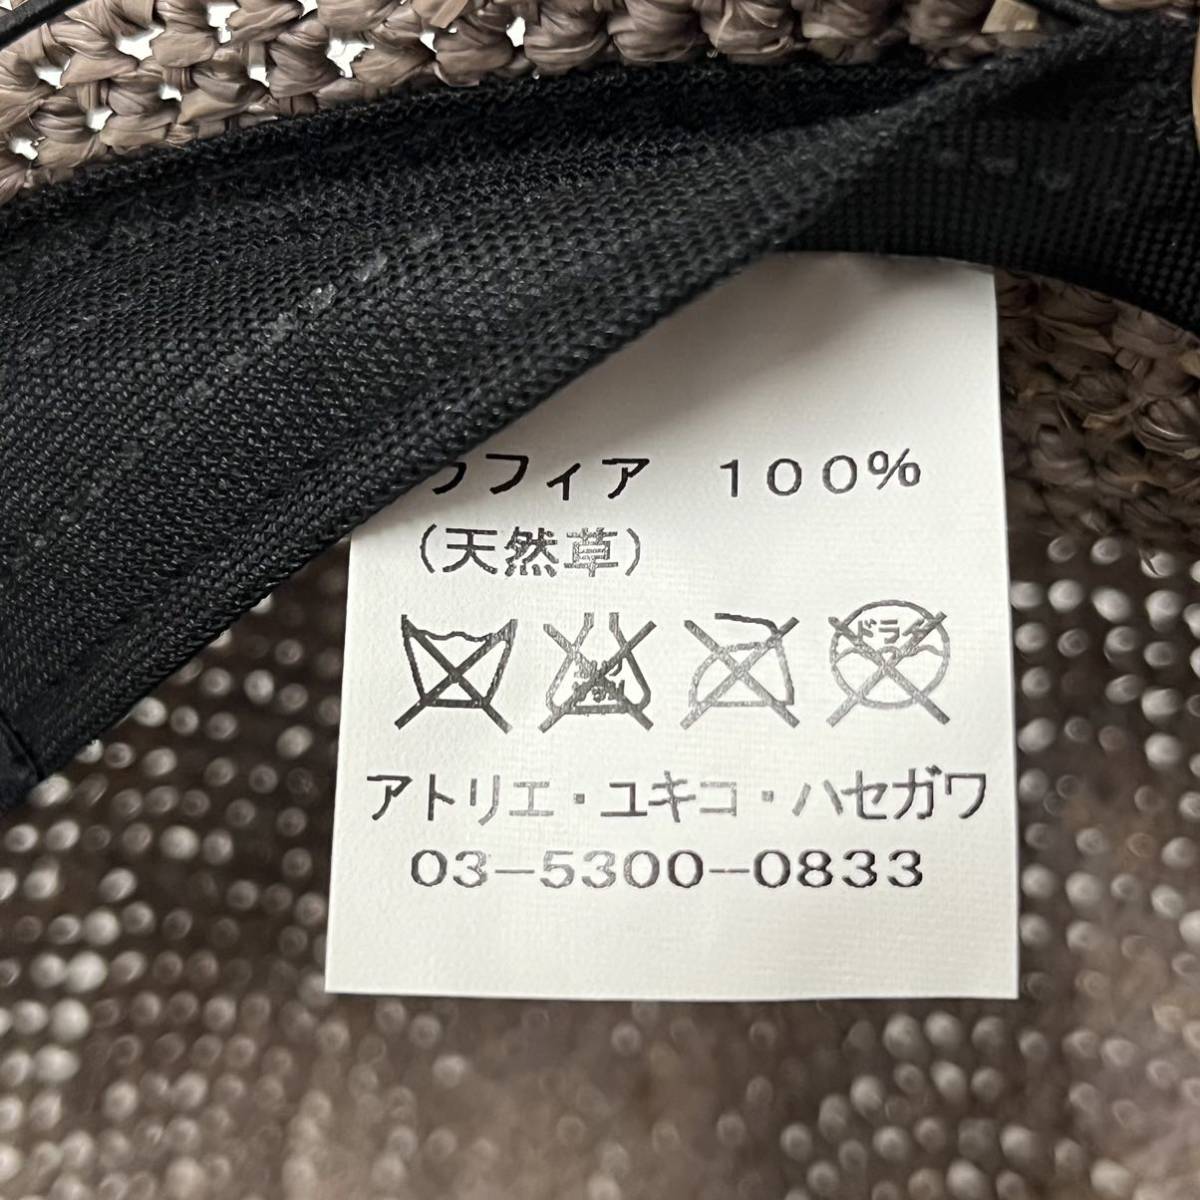 ラフィア 100%
（天然草）
ドライ
アトリエ・ユキコ・ハセガワ
03-5300-0833